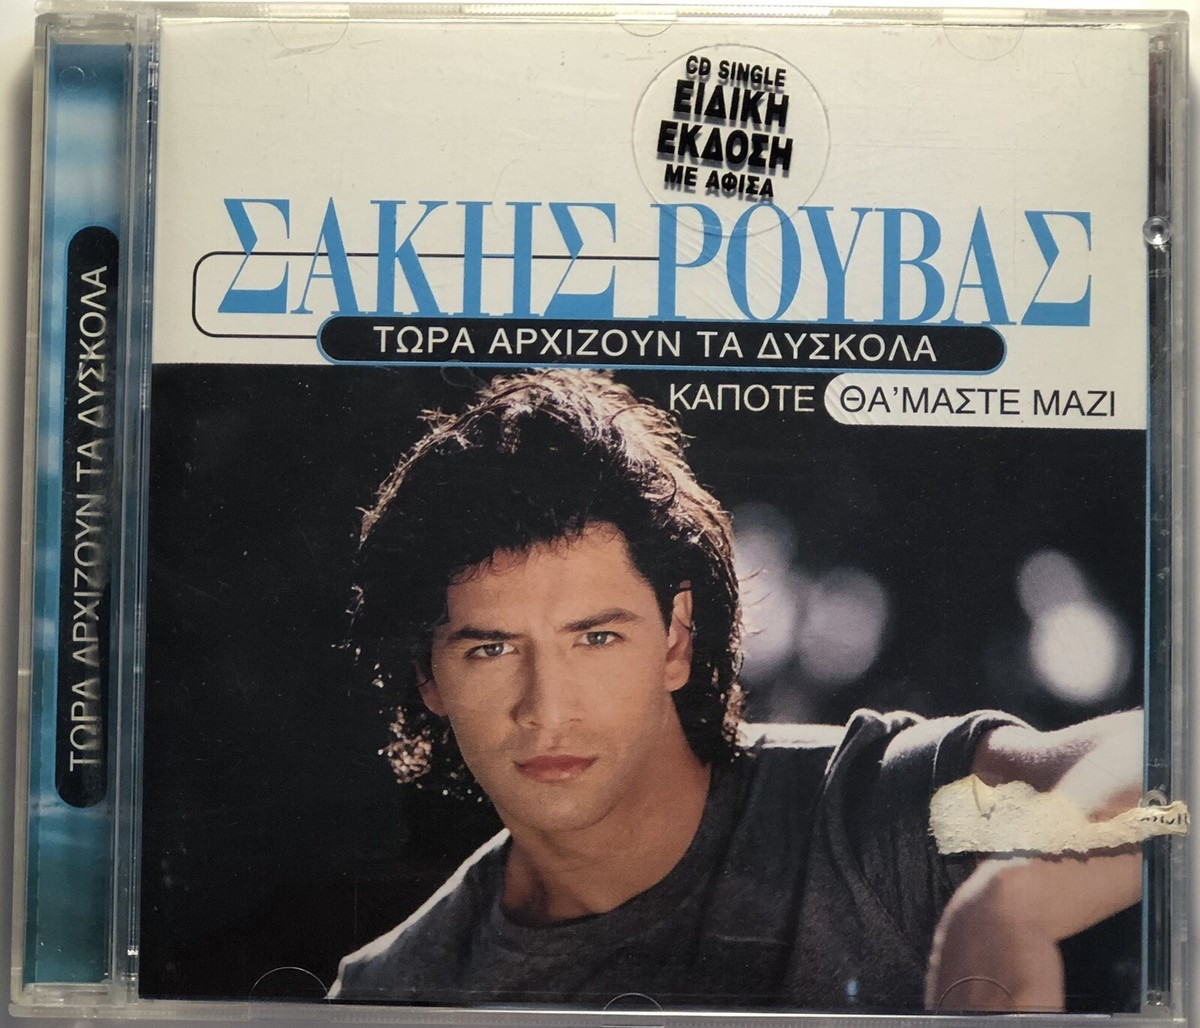 CD SINGLE
ΕΙΔΙΚΗ
ΕΚΔΟΣΗ
ΜΕ ΑΦΙΣΑ
ΣΑΚΗΣ ΡΟΥΒΑΣ
ΤΩΡΑ ΑΡΧΙΖΟΥΝ ΤΑ ΔΥΣΚΟΛΑ
ΚΑΠΟΤΕ ΘΑ'ΜΑΣΤΕ ΜΑΖΙ
ΤΩΡΑ ΑΡΧΙΖΟΥΝ ΤΑ ΔΥΣΚΟΛΑ